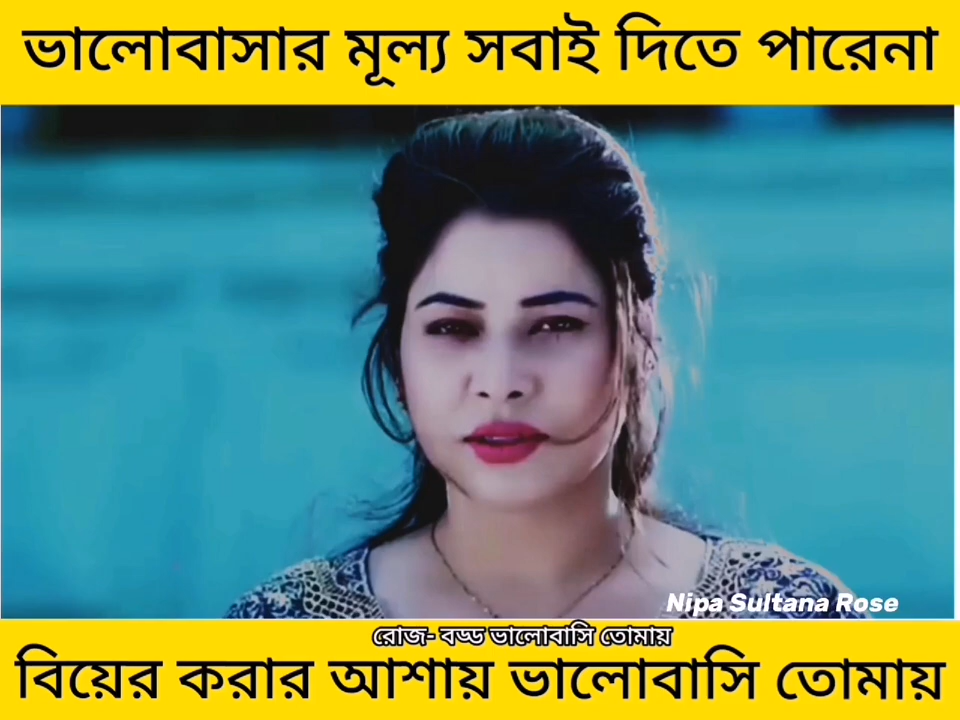 ভালোবাসার মূল্য সবাই দিতে পারেনা
Nipa Sultana Rose
রোজ- বড্ড ভালোবাসি তোমায়
বিয়ের করার আশায় ভালোবাসি তোমায়